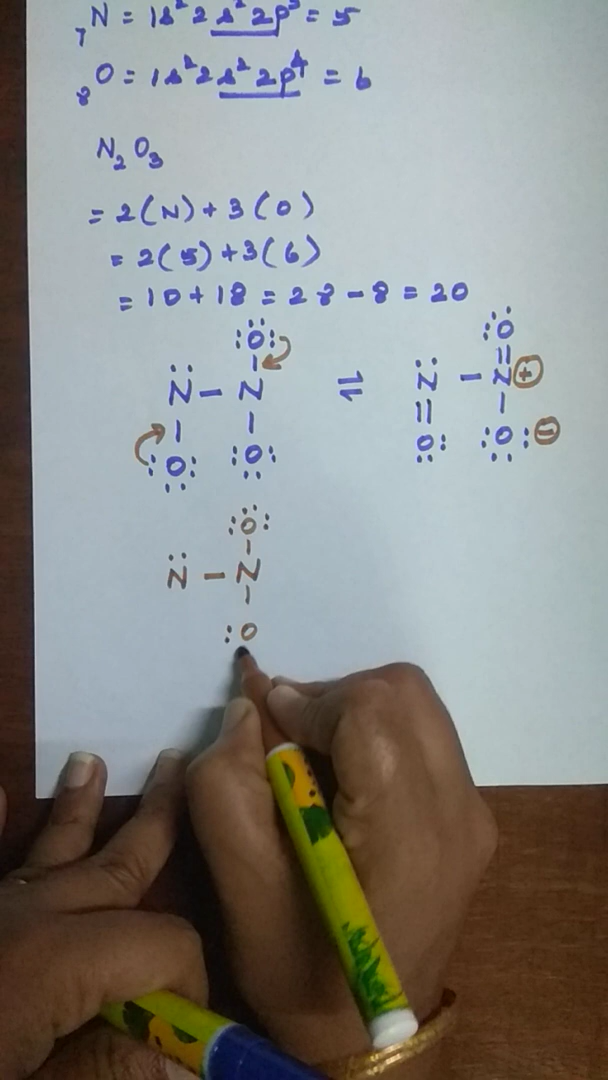 ₇N = 1s²2s²2p³ = 5
₈O = 1s²2s²2p⁴ = 6
N₂O₃
= 2(N)+3(O)
= 2(5)+3(6)
= 10+18 = 28-8 = 20
:Ö: :Ö
N̈ - N ⇌ N̈ - N⊕
:O: :O: O: :O:⊖
:Ö:
N̈ - N
:O